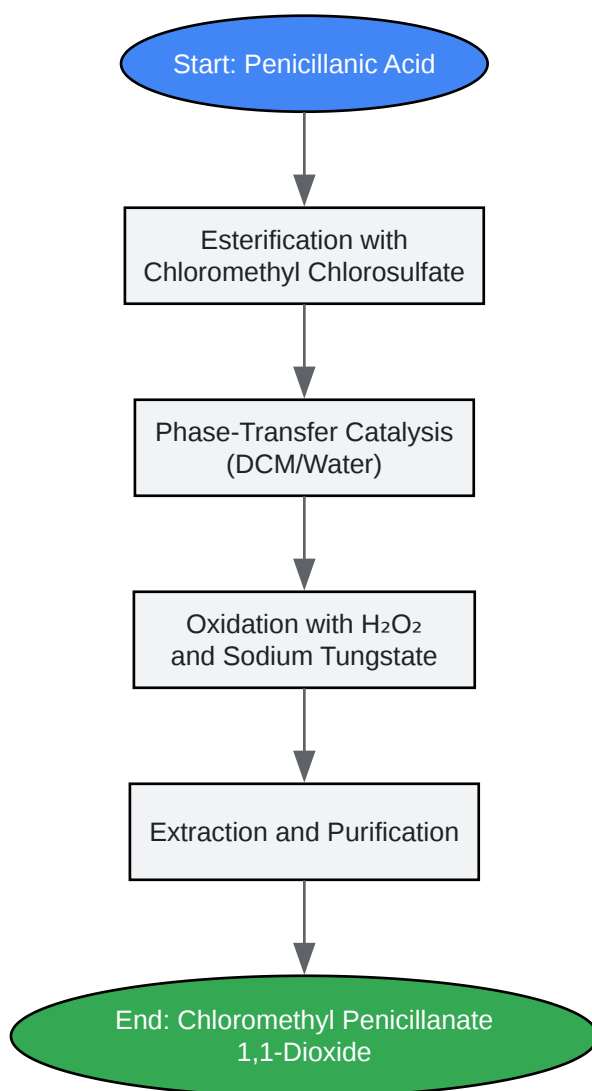 Start: Penicillanic Acid
Esterification with
Chloromethyl Chlorosulfate
Phase-Transfer Catalysis
(DCM/Water)
Oxidation with H₂O₂
and Sodium Tungstate
Extraction and Purification
End: Chloromethyl Penicillanate
1,1-Dioxide